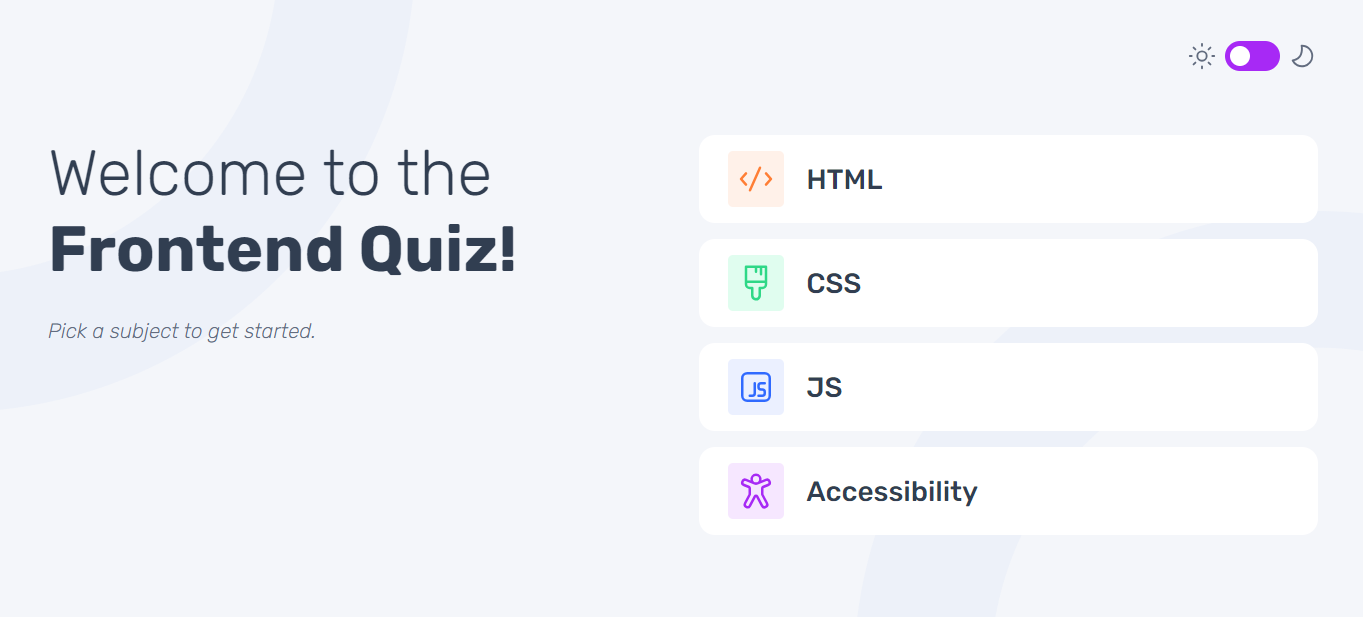 Welcome to the
Frontend Quiz!
Pick a subject to get started.
HTML
CSS
JS
JS
Accessibility